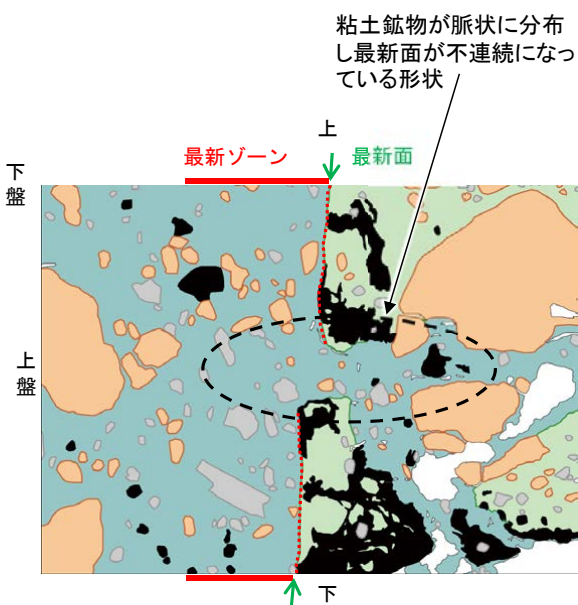 粘土鉱物が脈状に分布
し最新面が不連続になっ
ている形状
上
最新ゾーン
最新面
下盤
上盤
下